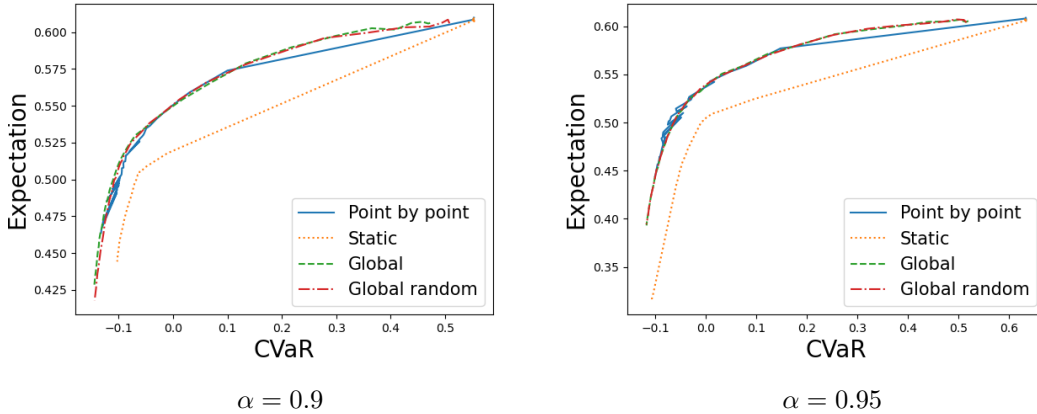 0.600
0.575
0.550
0.525
0.500
0.475
0.450
0.425
Expectation
−0.1 0.0 0.1 0.2 0.3 0.4 0.5
CVaR
Point by point
Static
Global
Global random
α = 0.9
0.60
0.55
0.50
0.45
0.40
0.35
Expectation
−0.1 0.0 0.1 0.2 0.3 0.4 0.5 0.6
CVaR
Point by point
Static
Global
Global random
α = 0.95